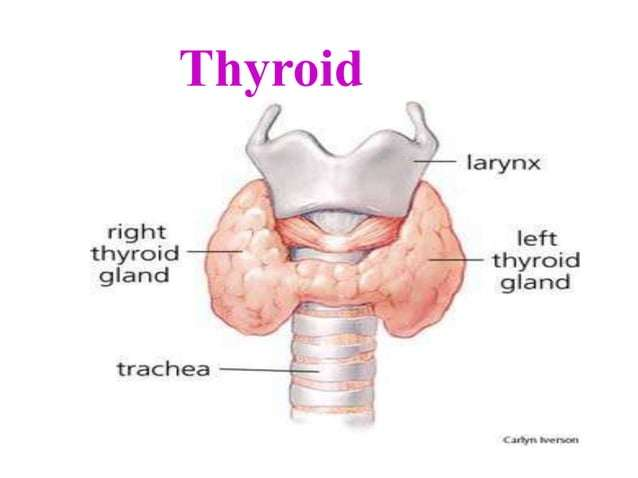 Thyroid
larynx
right
thyroid
gland
left
thyroid
gland
trachea
Carlyn Iverson